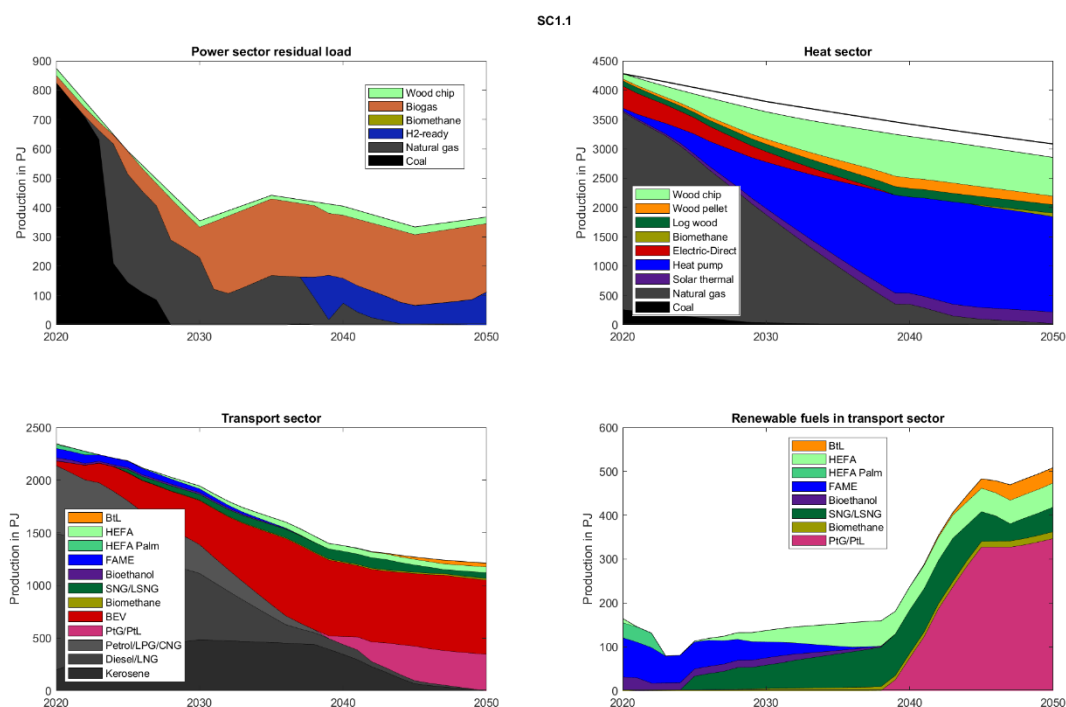 SC1.1
Power sector residual load
Production in PJ
900
800
700
600
500
400
300
200
100
0
2020
2030
2040
2050
Wood chip
Biogas
Biomethane
H2-ready
Natural gas
Coal
Heat sector
Production in PJ
4500
4000
3500
3000
2500
2000
1500
1000
500
0
2020
2030
2040
2050
Wood chip
Wood pellet
Log wood
Biomethane
Electric-Direct
Heat pump
Solar thermal
Natural gas
Coal
Transport sector
Production in PJ
2500
2000
1500
1000
500
0
2020
2030
2040
2050
BtL
HEFA
HEFA Palm
FAME
Bioethanol
SNG/LSNG
Biomethane
BEV
PtG/PtL
Petrol/LPG/CNG
Diesel/LNG
Kerosene
Renewable fuels in transport sector
Production in PJ
600
500
400
300
200
100
0
2020
2030
2040
2050
BtL
HEFA
HEFA Palm
FAME
Bioethanol
SNG/LSNG
Biomethane
PtG/PtL